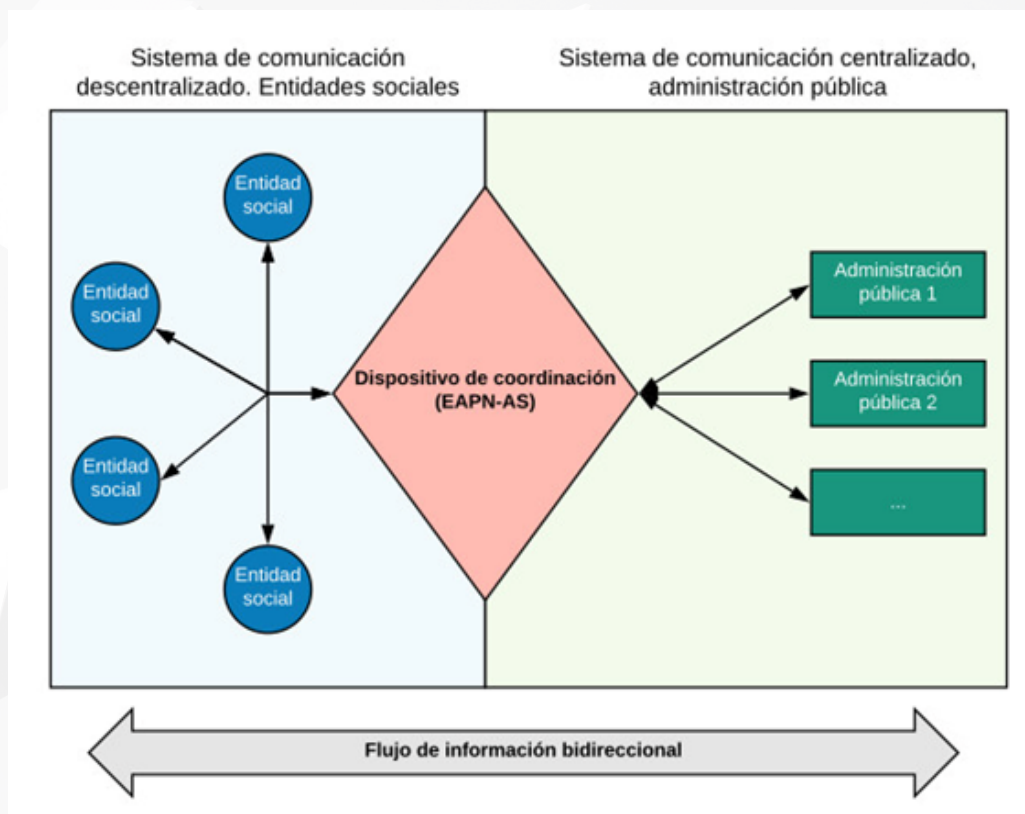 Sistema de comunicación
descentralizado. Entidades sociales
Sistema de comunicación centralizado,
administración pública
Entidad
social
Entidad
social
Entidad
social
Entidad
social
Dispositivo de coordinación
(EAPN-AS)
Administración
pública 1
Administración
pública 2
...
Flujo de información bidireccional